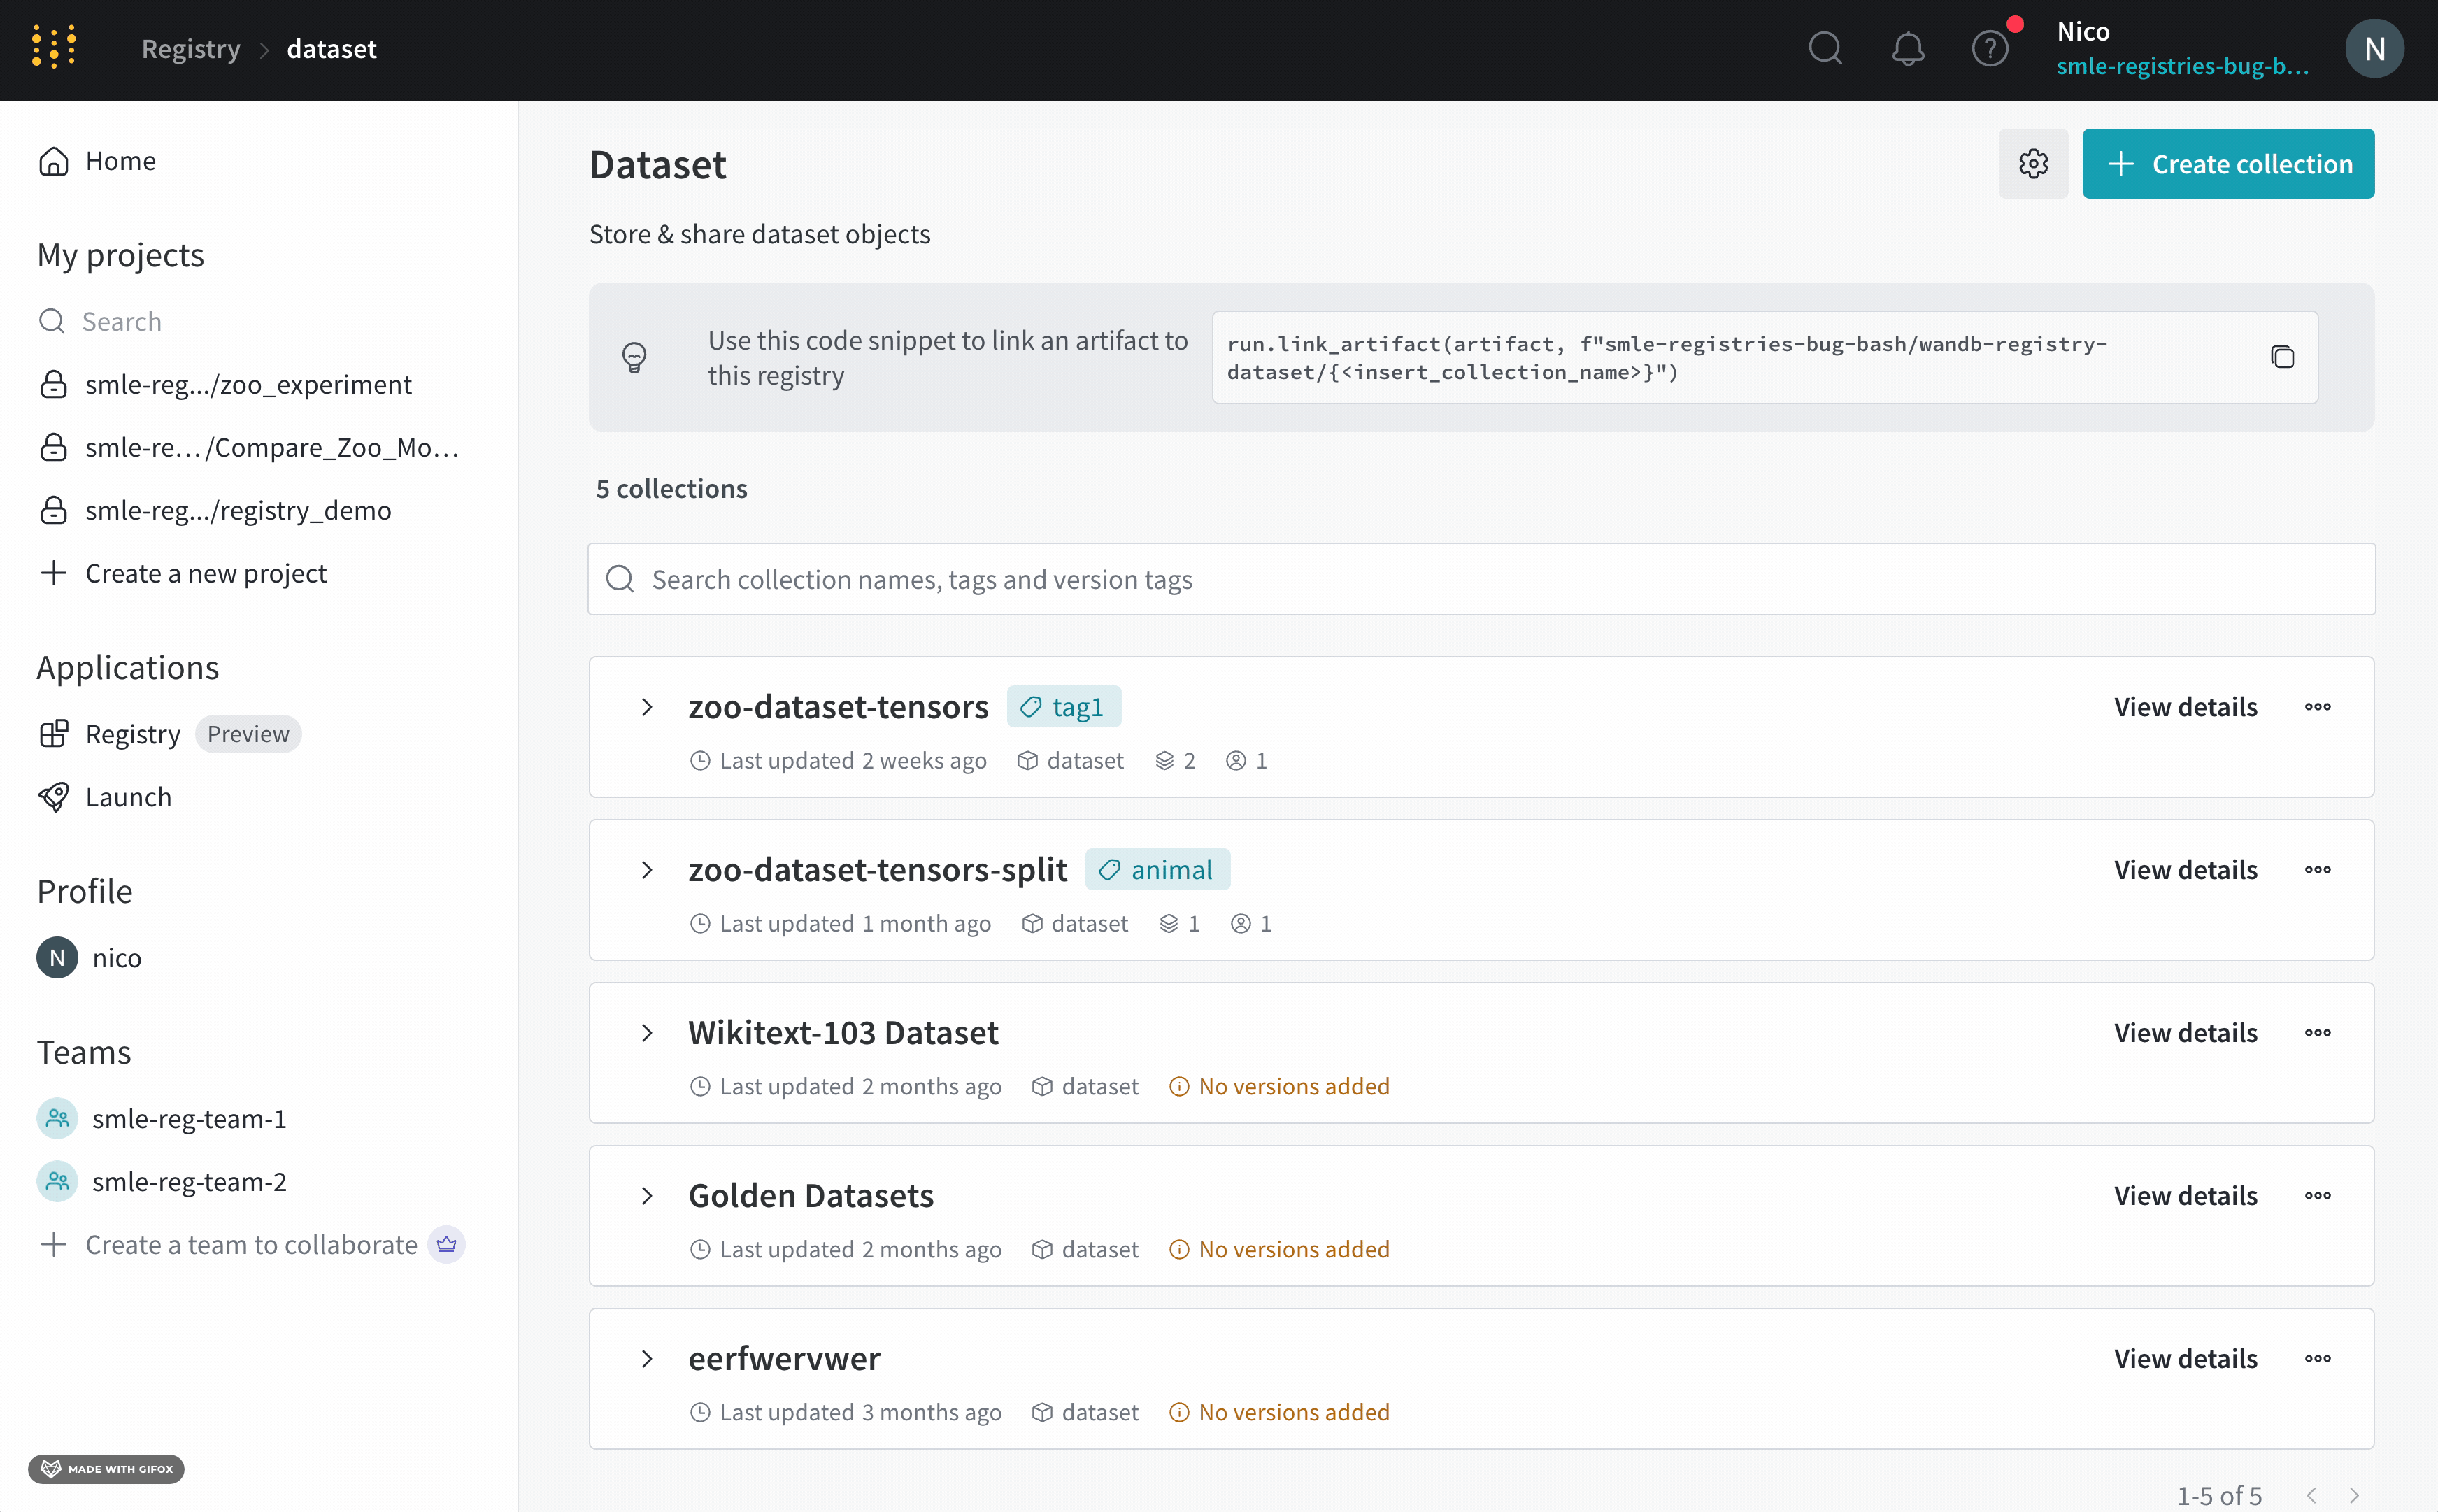 Registry > dataset
Nico
smle-registries-bug-b...
N
Home
My projects
Search
smle-reg.../zoo_experiment
smle-re... /Compare_Zoo_Mo...
smle-reg.../registry_demo
Create a new project
Applications
Registry Preview
Launch
Profile
N nico
Teams
smle-reg-team-1
smle-reg-team-2
Create a team to collaborate
MADE WITH GIFOX
Dataset
Create collection
Store & share dataset objects
Use this code snippet to link an artifact to
this registry
run.link_artifact(artifact, f"smle-registries-bug-bash/wandb-registry-
dataset/{<insert_collection_name>}")
5 collections
Search collection names, tags and version tags
zoo-dataset-tensors tag1 View details
Last updated 2 weeks ago dataset 2 1
zoo-dataset-tensors-split animal View details
Last updated 1 month ago dataset 1 1
Wikitext-103 Dataset View details
Last updated 2 months ago dataset No versions added
Golden Datasets View details
Last updated 2 months ago dataset No versions added
eerfwervwer View details
Last updated 3 months ago dataset No versions added
1-5 of 5